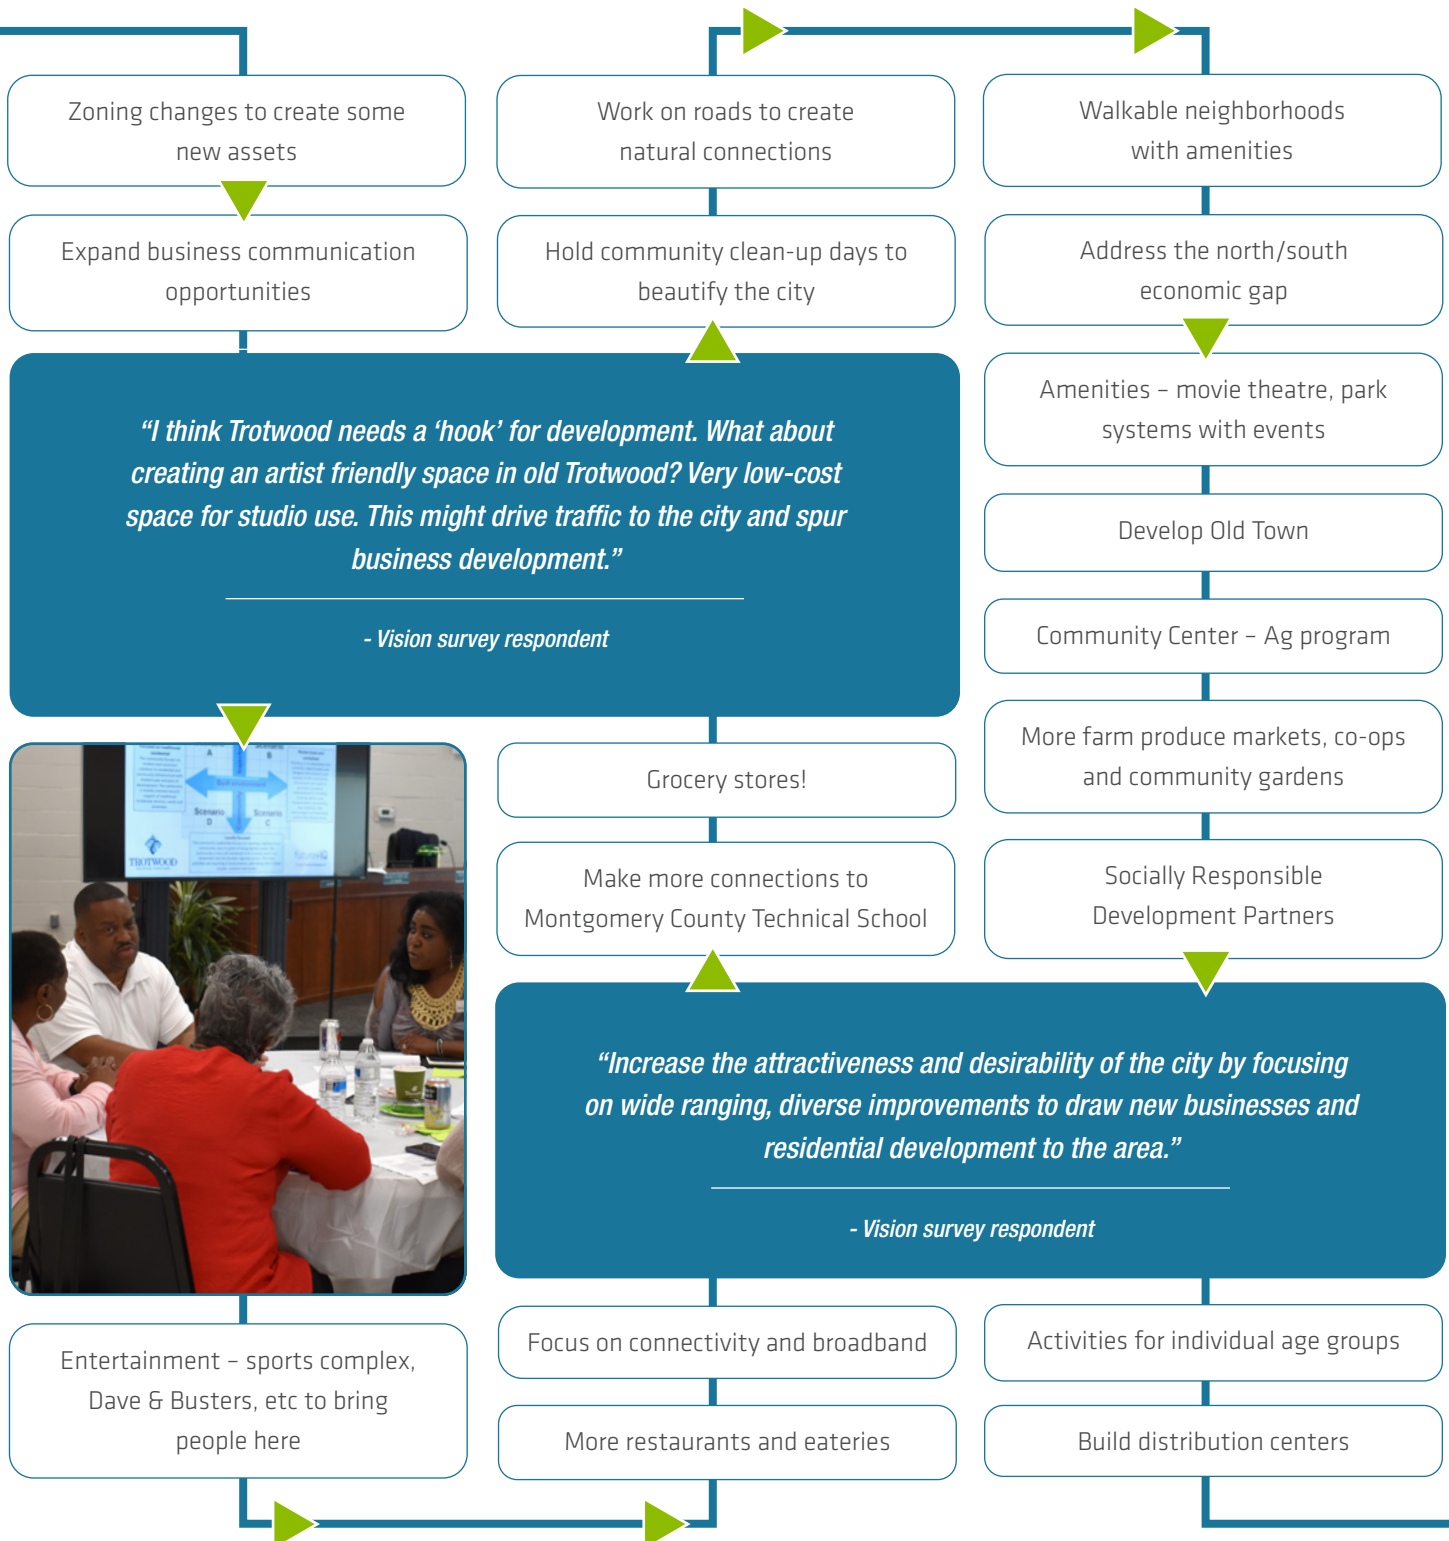 Zoning changes to create some
new assets
Expand business communication
opportunities
Work on roads to create
natural connections
Hold community clean-up days to
beautify the city
Walkable neighborhoods
with amenities
Address the north/south
economic gap
“I think Trotwood needs a ‘hook’ for development. What about
creating an artist friendly space in old Trotwood? Very low-cost
space for studio use. This might drive traffic to the city and spur
business development.”
- Vision survey respondent
Amenities – movie theatre, park
systems with events
Develop Old Town
Community Center – Ag program
More farm produce markets, co-ops
and community gardens
Socially Responsible
Development Partners
A
B
Scenario
D
Scenario
C
TROTWOOD
Grocery stores!
Make more connections to
Montgomery County Technical School
“Increase the attractiveness and desirability of the city by focusing
on wide ranging, diverse improvements to draw new businesses and
residential development to the area.”
- Vision survey respondent
Entertainment – sports complex,
Dave & Busters, etc to bring
people here
Focus on connectivity and broadband
More restaurants and eateries
Activities for individual age groups
Build distribution centers